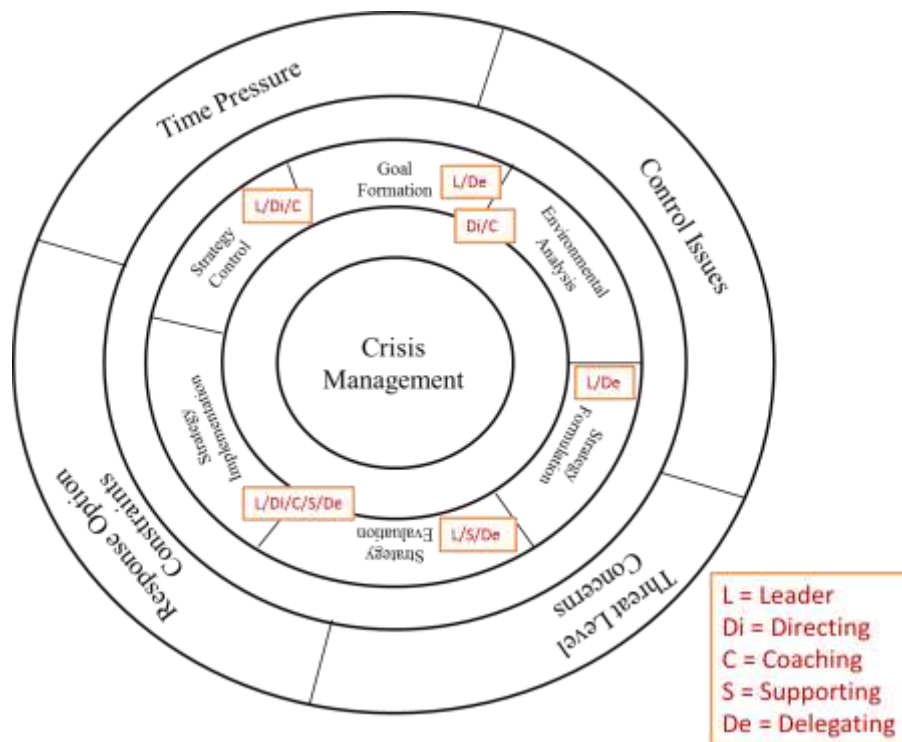 Time Pressure
Control Issues
Threat Level
Concerns
Response Option
Constraints
Goal
Formation
L/De
Di/C
Environmental
Analysis
L/De
Strategy
Formulation
L/S/De
Strategy
Evaluation
L/DI/C/S/De
Strategy
Implementation
Strategy
Control
L/Di/C
Crisis
Management
L = Leader
Di = Directing
C = Coaching
S = Supporting
De = Delegating